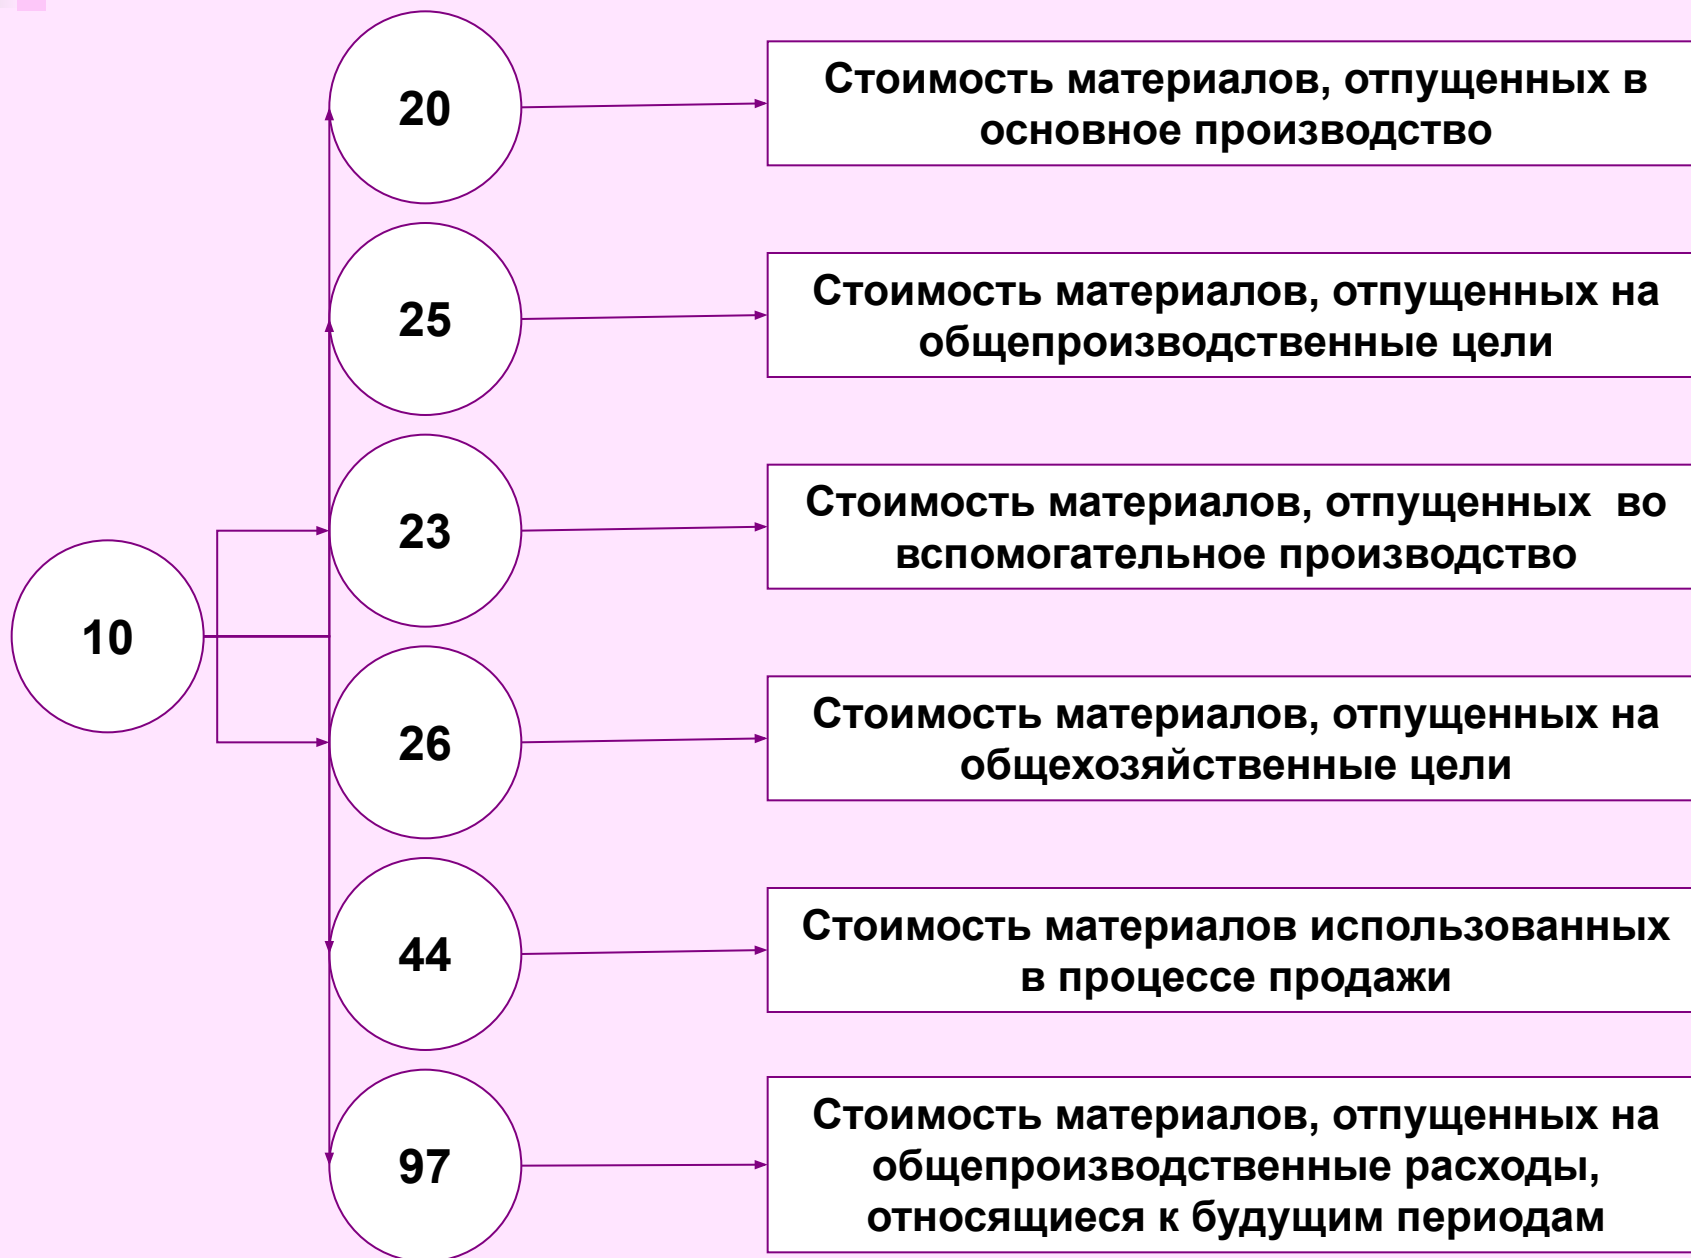 20
Стоимость материалов, отпущенных в
основное производство
25
Стоимость материалов, отпущенных на
общепроизводственные цели
23
Стоимость материалов, отпущенных  во
вспомогательное производство
10
26
Стоимость материалов, отпущенных на
общехозяйственные цели
44
Стоимость материалов использованных
в процессе продажи
97
Стоимость материалов, отпущенных на
общепроизводственные расходы,
относящиеся к будущим периодам